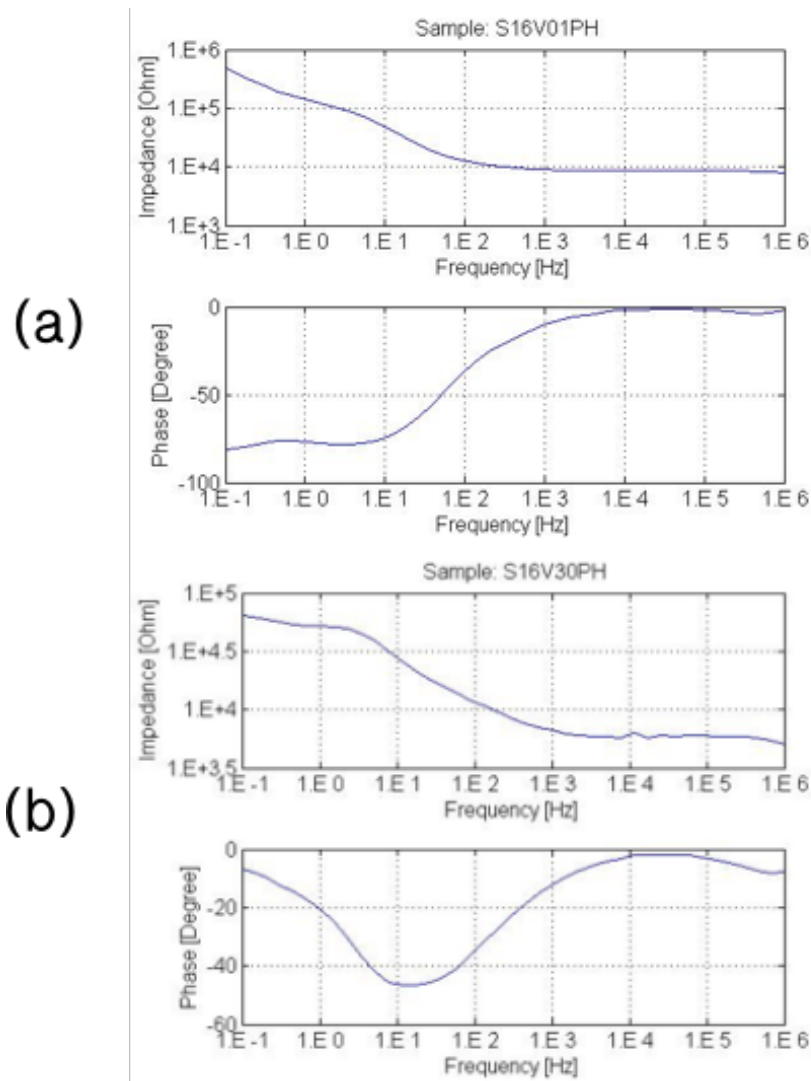 Sample: S16V01PH
1.E+6
1.E+5
1.E+4
1.E+3
Impedance [Ohm]
1.E-1 1.E 0 1.E 1 1.E 2 1.E 3 1.E 4 1.E 5 1.E 6
Frequency [Hz]
(a)
0
-50
-100
Phase [Degree]
1.E-1 1.E 0 1.E 1 1.E 2 1.E 3 1.E 4 1.E 5 1.E 6
Frequency [Hz]
Sample: S16V30PH
1.E+5
1.E+4.5
1.E+4
1.E+3.5
Impedance [Ohm]
1.E-1 1.E 0 1.E 1 1.E 2 1.E 3 1.E 4 1.E 5 1.E 6
Frequency [Hz]
(b)
0
-20
-40
-60
Phase [Degree]
1.E-1 1.E 0 1.E 1 1.E 2 1.E 3 1.E 4 1.E 5 1.E 6
Frequency [Hz]